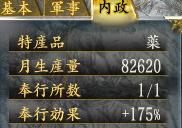 基本 軍事 内政
特産品 薬
月生産量 82620
奉行所数 1/1
奉行効果 +175%